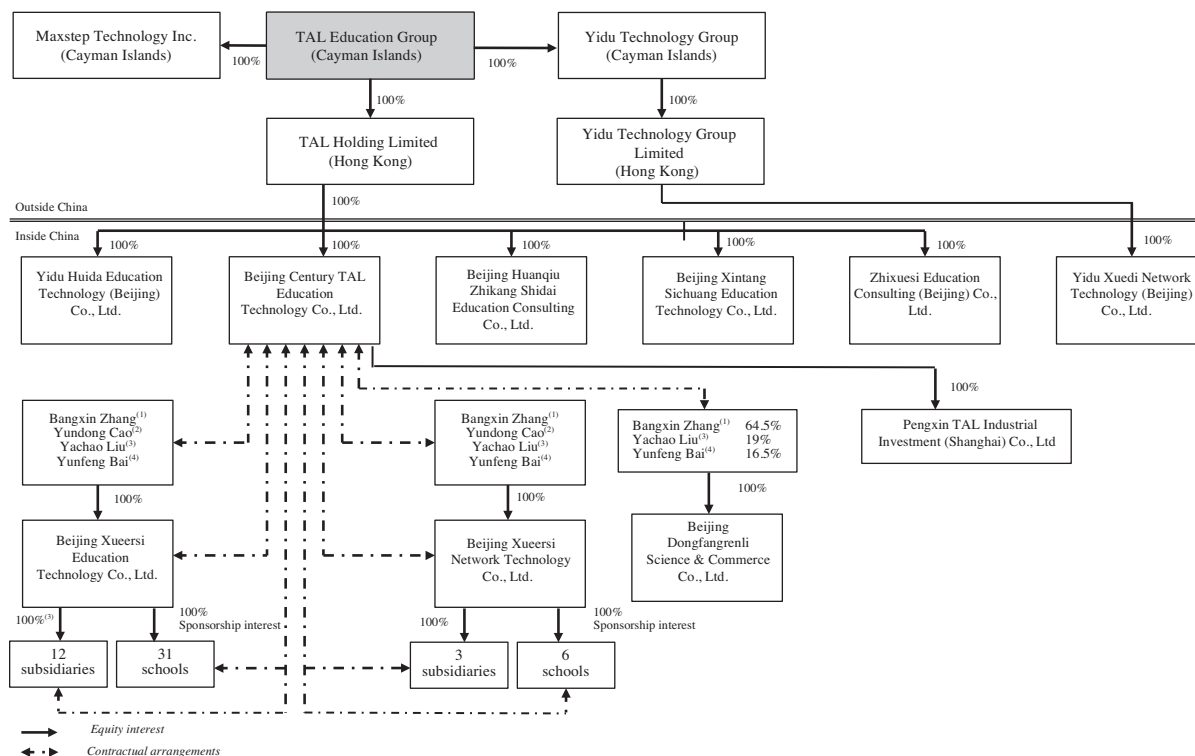 Maxstep Technology Inc.
(Cayman Islands)
100%
TAL Education Group
(Cayman Islands)
100%
Yidu Technology Group
(Cayman Islands)
100%
100%
TAL Holding Limited
(Hong Kong)
Yidu Technology Group
Limited
(Hong Kong)
100%
Outside China
Inside China
100%
100%
100%
100%
100%
100%
Yidu Huida Education
Technology (Beijing)
Co., Ltd.
Beijing Century TAL
Education
Technology Co., Ltd.
Beijing Huanqiu
Zhikang Shidai
Education Consulting
Co., Ltd.
Beijing Xintang
Sichuang Education
Technology Co., Ltd.
Zhixuesi Education
Consulting (Beijing) Co.,
Ltd.
Yidu Xuedi Network
Technology (Beijing)
Co., Ltd.
100%
Bangxin Zhang(1)
Yundong Cao(2)
Yachao Liu(3)
Yunfeng Bai(4)
Bangxin Zhang(1)
Yundong Cao(2)
Yachao Liu(3)
Yunfeng Bai(4)
Bangxin Zhang(1) 64.5%
Yachao Liu(3) 19%
Yunfeng Bai(4) 16.5%
Pengxin TAL Industrial
Investment (Shanghai) Co., Ltd
100%
100%
100%
Beijing Xueersi
Education
Technology Co., Ltd.
Beijing Xueersi
Network Technology
Co., Ltd.
Beijing
Dongfangrenli
Science & Commerce
Co., Ltd.
100%(3)
100%
Sponsorship interest
100%
100%
Sponsorship interest
12
subsidiaries
31
schools
3
subsidiaries
6
schools
Equity interest
Contractual arrangements